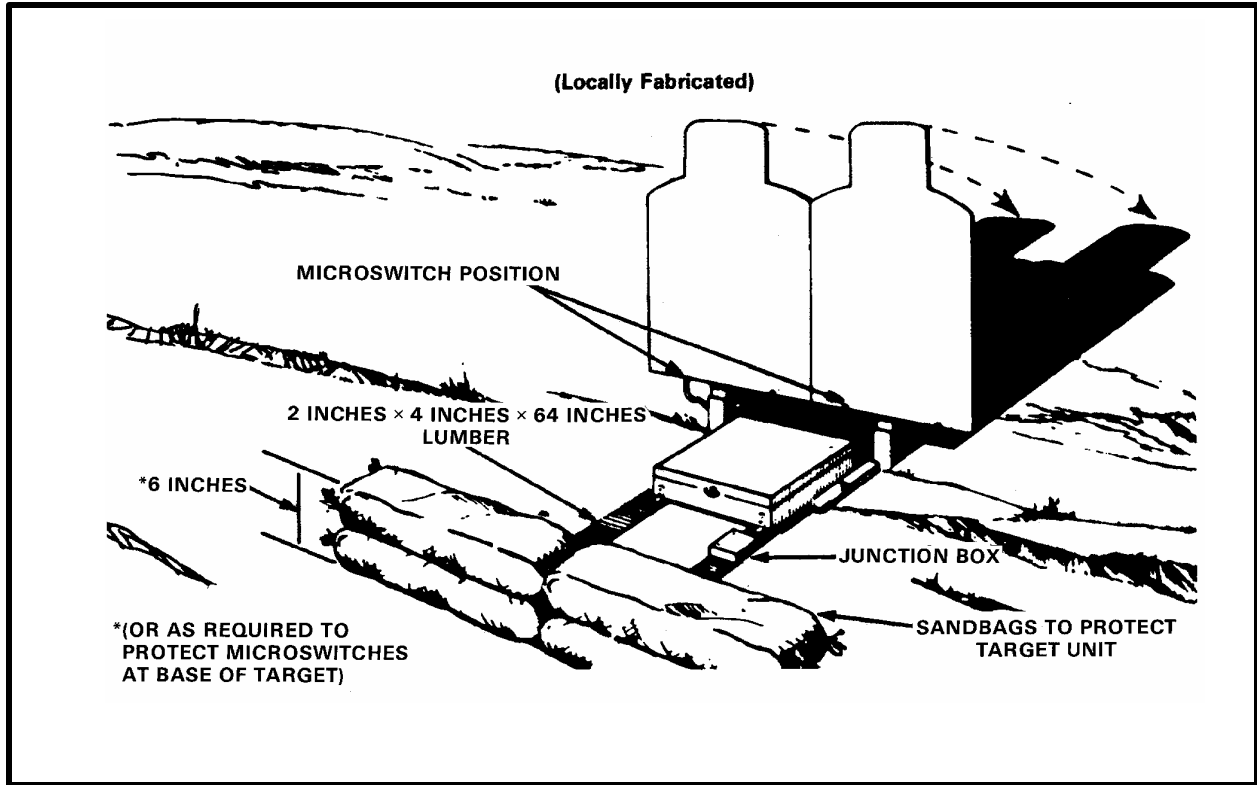 (Locally Fabricated)
MICROSWITCH POSITION
2 INCHES × 4 INCHES × 64 INCHES
LUMBER
*6 INCHES
JUNCTION BOX
*(OR AS REQUIRED TO
PROTECT MICROSWITCHES
AT BASE OF TARGET)
SANDBAGS TO PROTECT
TARGET UNIT